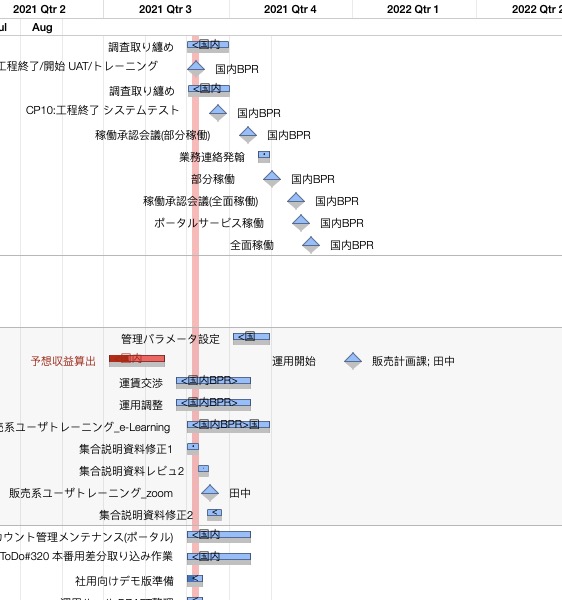 2021 Qtr 2 2021 Qtr 3 2021 Qtr 4 2022 Qtr 1 2022 Qtr 2
ul Aug
調査取り纏め <国内
工程終了/開始 UAT/トレーニング 国内BPR
調査取り纏め <国内
CP10:工程終了 システムテスト 国内BPR
稼働承認会議(部分稼働) 国内BPR
業務連絡発翰
部分稼働 国内BPR
稼働承認会議(全面稼働) 国内BPR
ポータルサービス稼働 国内BPR
全面稼働 国内BPR
管理パラメータ設定 <国
予想収益算出 国内 運用開始 販売計画課; 田中
運賃交渉 <国内BPR>
運用調整 <国内BPR>
売系ユーザトレーニング_e-Learning <国内BPR>国
集合説明資料修正1
集合説明資料レビュ2
販売系ユーザトレーニング_zoom 田中
集合説明資料修正2 <
カウント管理メンテナンス(ポータル) <国内
ToDo#320 本番用差分取り込み作業 <国内
社用向けデモ版準備 <